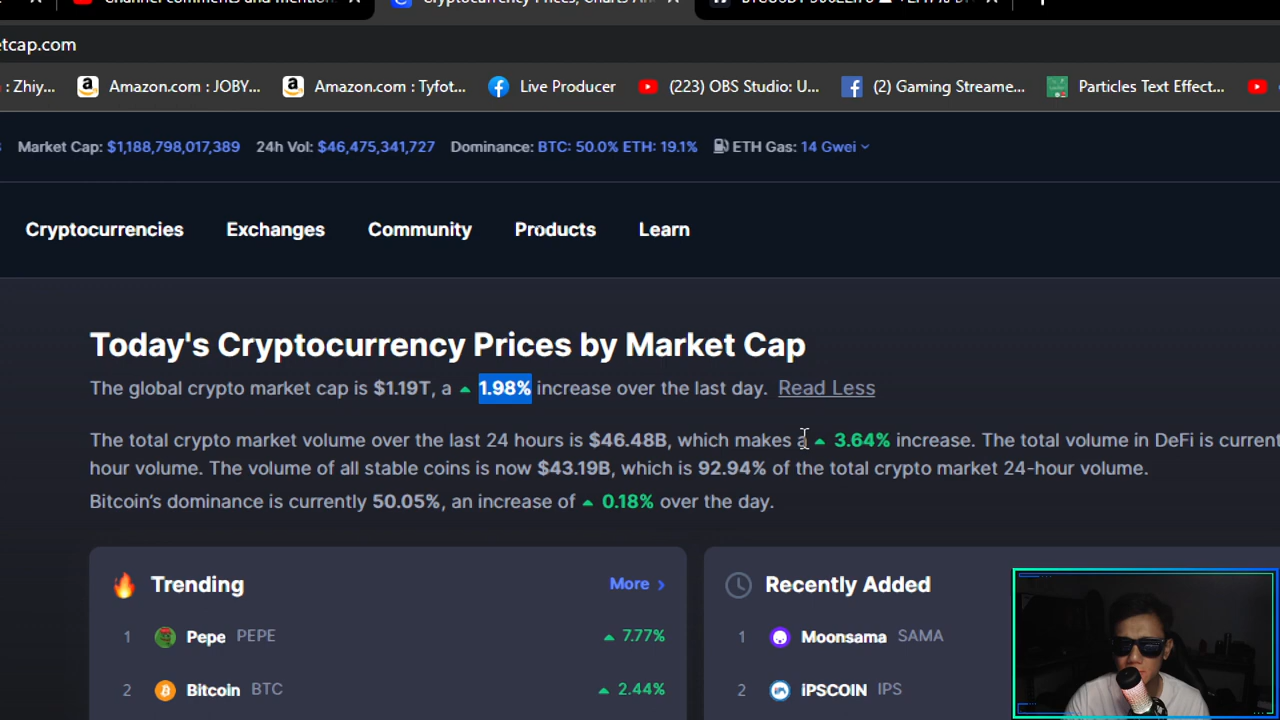 Cryptocurrency Prices, Charts An
etcap.com
: Zhiy... Amazon.com : JOBY... Amazon.com : Tyfot... Live Producer (223) OBS Studio: U... (2) Gaming Streame... Particles Text Effect...
Market Cap: $1,188,798,017,389 24h Vol: $46,475,341,727 Dominance: BTC: 50.0% ETH: 19.1% ETH Gas: 14 Gwei
Cryptocurrencies Exchanges Community Products Learn
Today's Cryptocurrency Prices by Market Cap
The global crypto market cap is $1.19T, a 1.98% increase over the last day. Read Less
The total crypto market volume over the last 24 hours is $46.48B, which makes a 3.64% increase. The total volume in DeFi is current
hour volume. The volume of all stable coins is now $43.19B, which is 92.94% of the total crypto market 24-hour volume.
Bitcoin's dominance is currently 50.05%, an increase of 0.18% over the day.
Trending More Recently Added
1 Pepe PEPE 7.77% 1 Moonsama SAMA
2 Bitcoin BTC 2.44% 2 iPSCOIN IPS